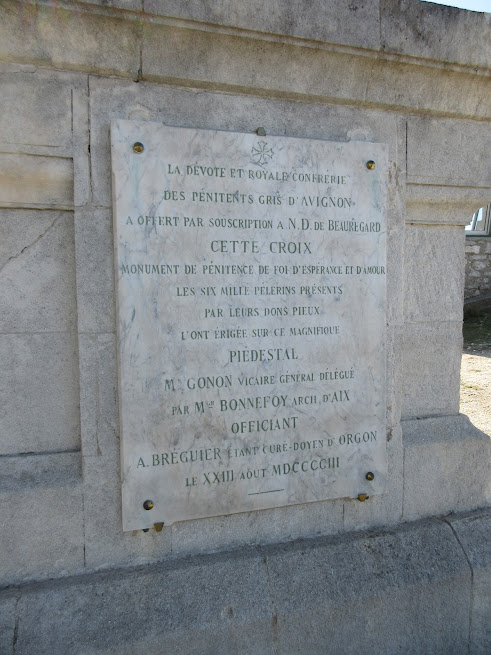 LA DÉVOTE ET ROYALE CONFRÉRIE
DES PÉNITENTS GRIS D'AVIGNON
A OFFERT PAR SOUSCRIPTION A N.D. DE BEAUREGARD
CETTE CROIX
MONUMENT DE PÉNITENCE DE FOI D'ESPÉRANCE ET D'AMOUR
LES SIX MILLE PÈLERINS PRÉSENTS
PAR LEURS DONS PIEUX
L'ONT ÉRIGÉE SUR CE MAGNIFIQUE
PIÉDESTAL
MR GONON VICAIRE GÉNÉRAL DÉLÉGUÉ
PAR MGR BONNEFOY ARCH. D'AIX
OFFICIANT
A. BRÉGUIER ÉTANT CURÉ-DOYEN D'ORGON
LE XXIII AOUT MDCCCCIII